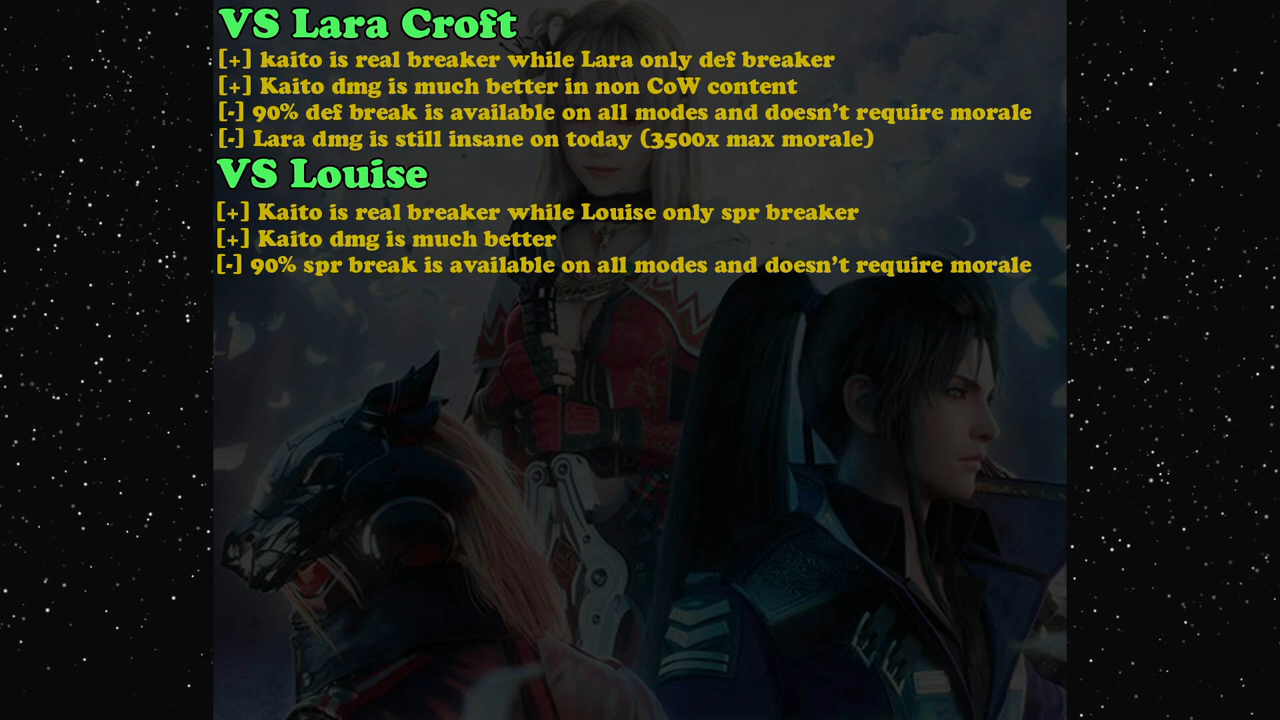 VS Lara Croft
[+] kaito is real breaker while Lara only def breaker
[+] Kaito dmg is much better in non CoW content
[-] 90% def break is available on all modes and doesn't require morale
[-] Lara dmg is still insane on today (3500x max morale)
VS Louise
[+] Kaito is real breaker while Louise only spr breaker
[+] Kaito dmg is much better
[-] 90% spr break is available on all modes and doesn't require morale